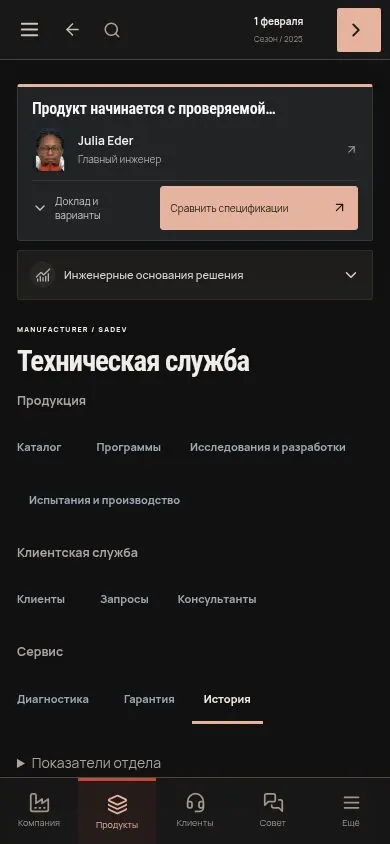 1 февраля
Сезон / 2025
Продукт начинается с проверяемой…
Julia Eder
Главный инженер
Доклад и
варианты
Сравнить спецификации
Инженерные основания решения
MANUFACTURER / SADEV
Техническая служба
Продукция
Каталог
Программы
Исследования и разработки
Испытания и производство
Клиентская служба
Клиенты
Запросы
Консультанты
Сервис
Диагностика
Гарантия
История
Показатели отдела
Компания
Продукты
Клиенты
Совет
Ещё